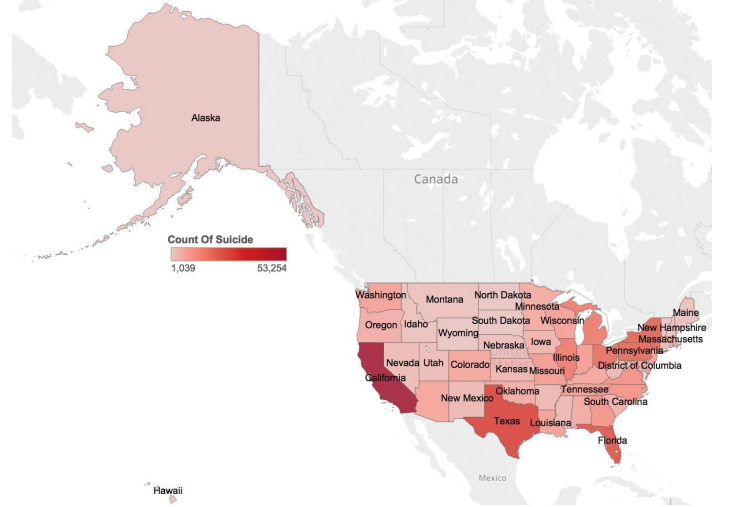 Alaska
Canada
Count Of Suicide
1,039 53,254
Washington
Montana
North Dakota
Minnesota
Maine
Oregon
Idaho
South Dakota
Wisconsin
New Hampshire
Wyoming
Massachusetts
Nebraska
Iowa
Pennsylvania
Nevada
Utah
Colorado
Kansas
Missouri
Illinois
District of Columbia
California
New Mexico
Oklahoma
Tennessee
South Carolina
Texas
Louisiana
Florida
Mexico
Hawaii